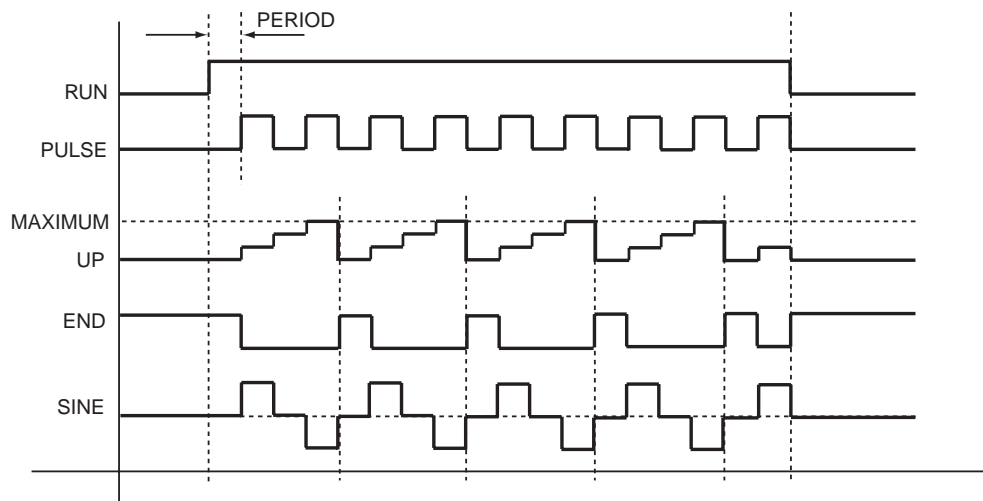 PERIOD
RUN
PULSE
MAXIMUM
UP
END
SINE